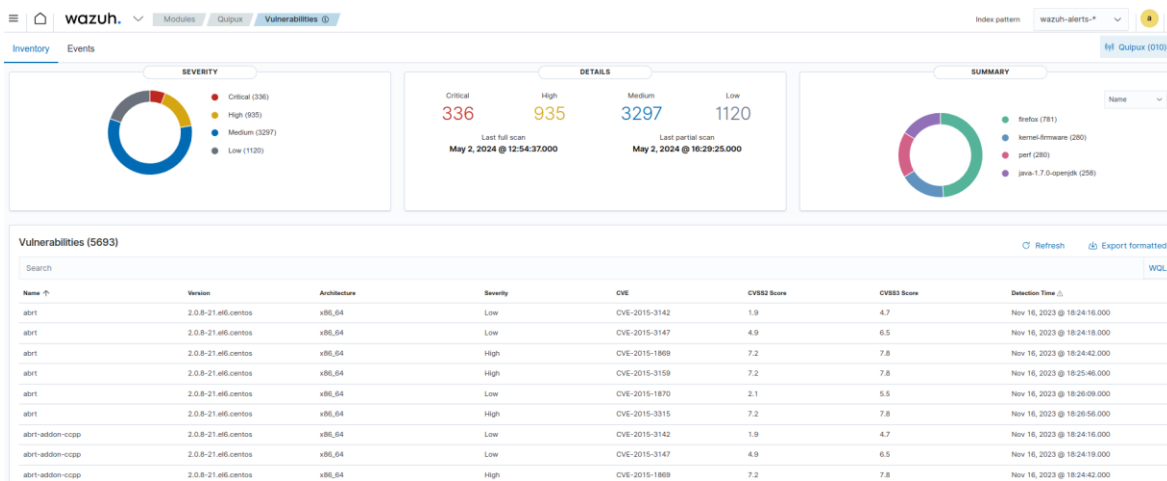 wazuh. Modules Quipux Vulnerabilities Index pattern wazuh-alerts-* a
Inventory Events Quipux (010)
SEVERITY
Critical (336)
High (935)
Medium (3297)
Low (1120)
DETAILS
Critical High Medium Low
336 935 3297 1120
Last full scan Last partial scan
May 2, 2024 @ 12:54:37.000 May 2, 2024 @ 16:29:25.000
SUMMARY
Name
firefox (781)
kernel-firmware (280)
perf (280)
java-1.7.0-openjdk (258)
Vulnerabilities (5693) Refresh Export formatted
Search WQL
Name Version Architecture Severity CVE CVSS2 Score CVSS3 Score Detection Time
abrt 2.0.8-21.el6.centos x86_64 Low CVE-2015-3142 1.9 4.7 Nov 16, 2023 @ 18:24:16.000
abrt 2.0.8-21.el6.centos x86_64 Low CVE-2015-3147 4.9 6.5 Nov 16, 2023 @ 18:24:18.000
abrt 2.0.8-21.el6.centos x86_64 High CVE-2015-1869 7.2 7.8 Nov 16, 2023 @ 18:24:42.000
abrt 2.0.8-21.el6.centos x86_64 High CVE-2015-3159 7.2 7.8 Nov 16, 2023 @ 18:25:46.000
abrt 2.0.8-21.el6.centos x86_64 Low CVE-2015-1870 2.1 5.5 Nov 16, 2023 @ 18:26:09.000
abrt 2.0.8-21.el6.centos x86_64 High CVE-2015-3315 7.2 7.8 Nov 16, 2023 @ 18:26:56.000
abrt-addon-ccpp 2.0.8-21.el6.centos x86_64 Low CVE-2015-3142 1.9 4.7 Nov 16, 2023 @ 18:24:16.000
abrt-addon-ccpp 2.0.8-21.el6.centos x86_64 Low CVE-2015-3147 4.9 6.5 Nov 16, 2023 @ 18:24:19.000
abrt-addon-ccpp 2.0.8-21.el6.centos x86_64 High CVE-2015-1869 7.2 7.8 Nov 16, 2023 @ 18:24:42.000